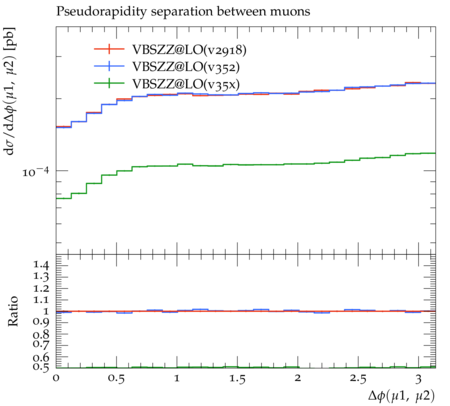 Pseudorapidity separation between muons
dσ/dΔϕ(μ1, μ2) [pb]
VBSZZ@LO(v2918)
VBSZZ@LO(v352)
VBSZZ@LO(v35x)
10⁻⁴
Ratio
1.4
1.3
1.2
1.1
1
0.9
0.8
0.7
0.6
0.5
0 0.5 1 1.5 2 2.5 3
Δϕ(μ1, μ2)